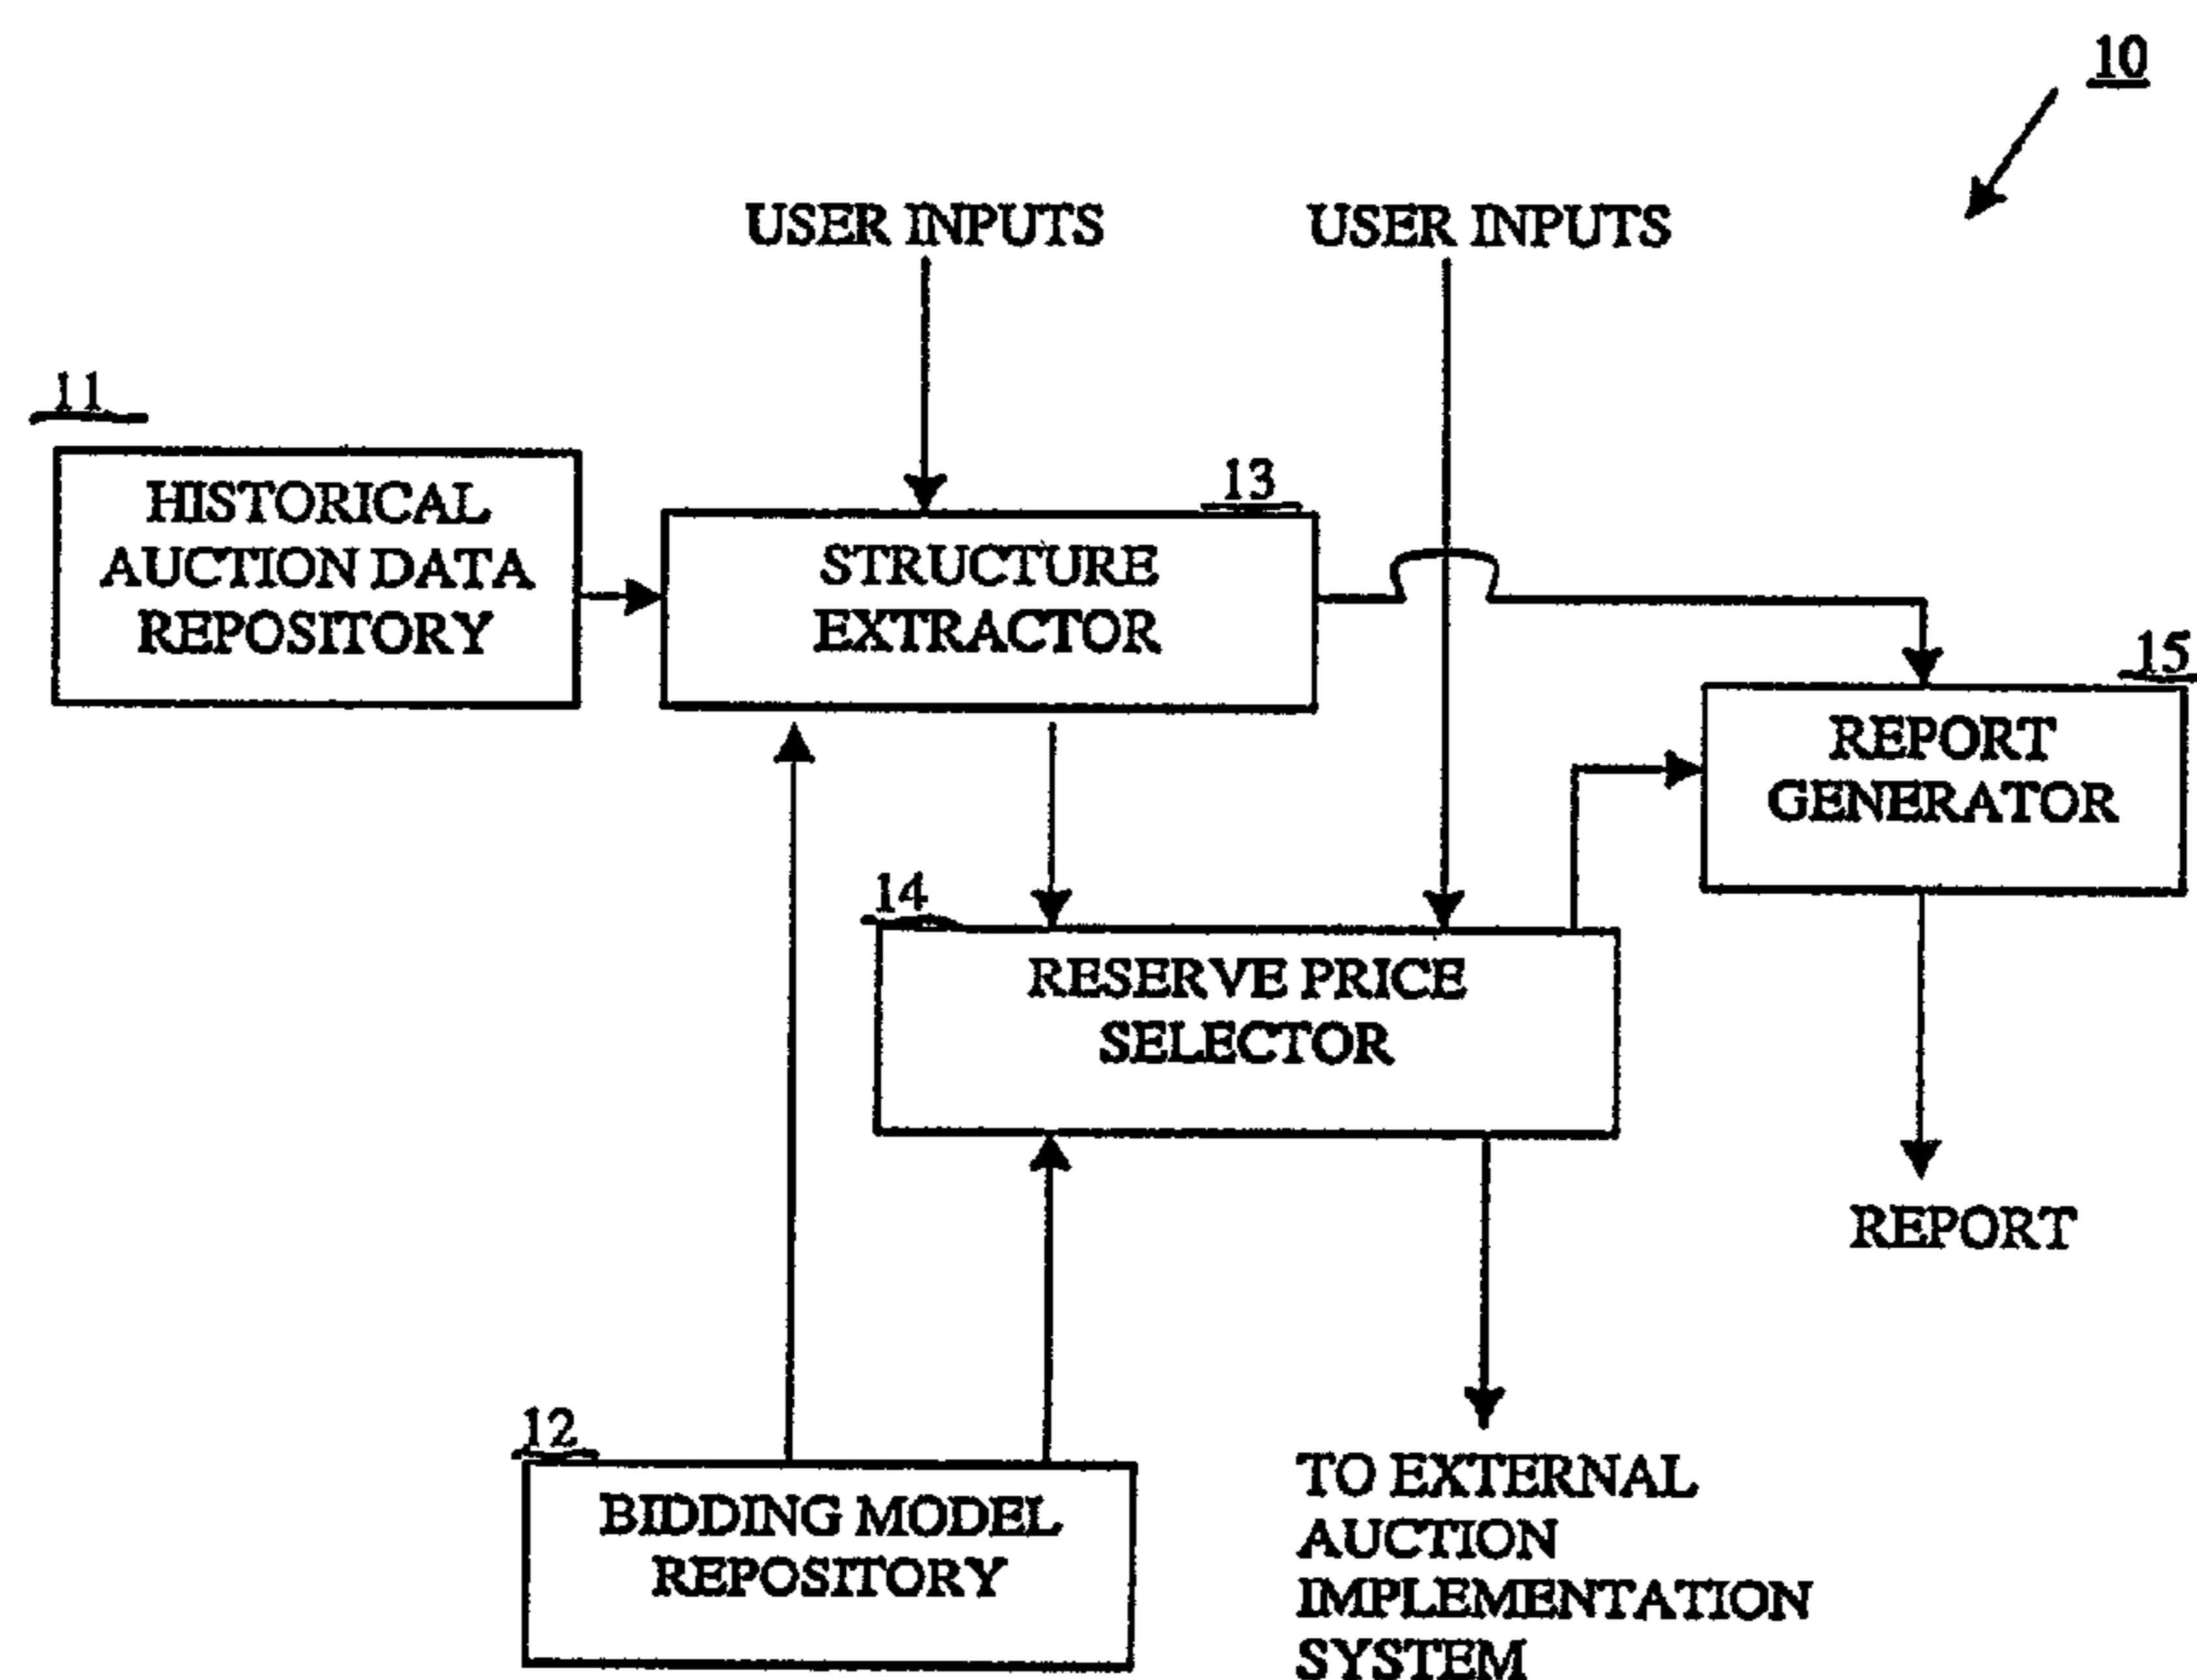 10
USER INPUTS
USER INPUTS
11
HISTORICAL
AUCTION DATA
REPOSITORY
13
STRUCTURE
EXTRACTOR
15
REPORT
GENERATOR
14
RESERVE PRICE
SELECTOR
REPORT
12
BIDDING MODEL
REPOSITORY
TO EXTERNAL
AUCTION
IMPLEMENTATION
SYSTEM